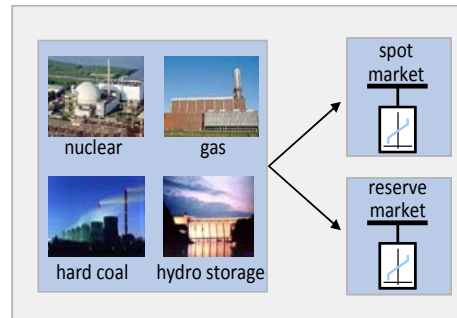 nuclear
gas
hard coal
hydro storage
spot
market
reserve
market